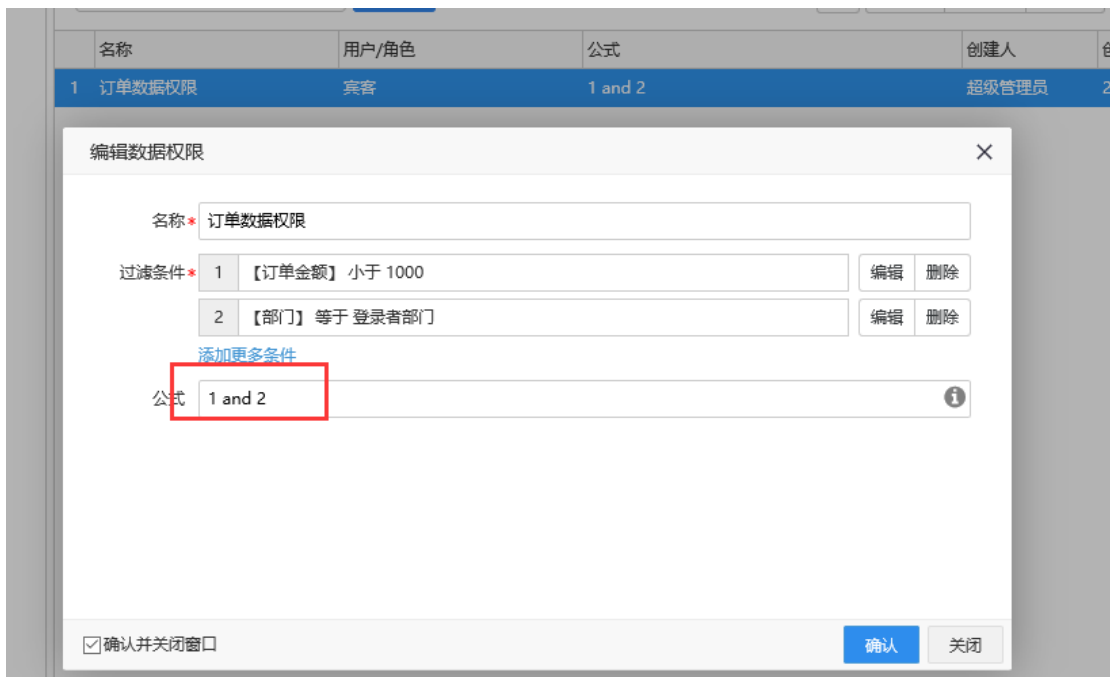 名称 用户/角色 公式 创建人
1 订单数据权限 宾客 1 and 2 超级管理员 2
编辑数据权限
名称* 订单数据权限
过滤条件* 1 【订单金额】 小于 1000 编辑 删除
2 【部门】 等于 登录者部门 编辑 删除
添加更多条件
公式 1 and 2
确认并关闭窗口 确认 关闭